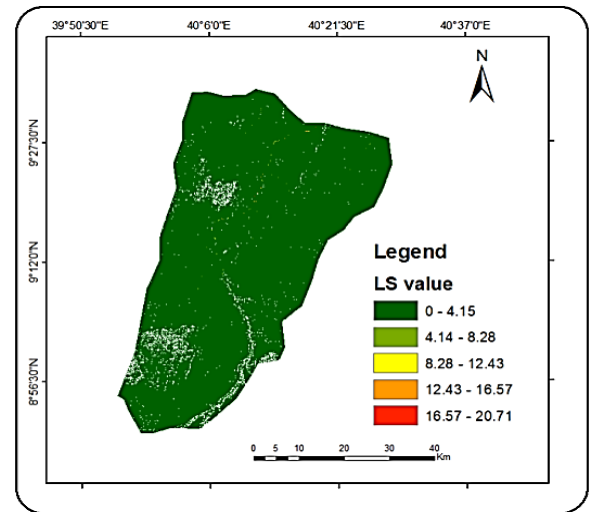 39°50'30"E 40°6'0"E 40°21'30"E 40°37'0"E
N
9°27'30"N
9°12'0"N
8°56'30"N
Legend
LS value
0 - 4.15
4.14 - 8.28
8.28 - 12.43
12.43 - 16.57
16.57 - 20.71
0 5 10 20 30 40
Km